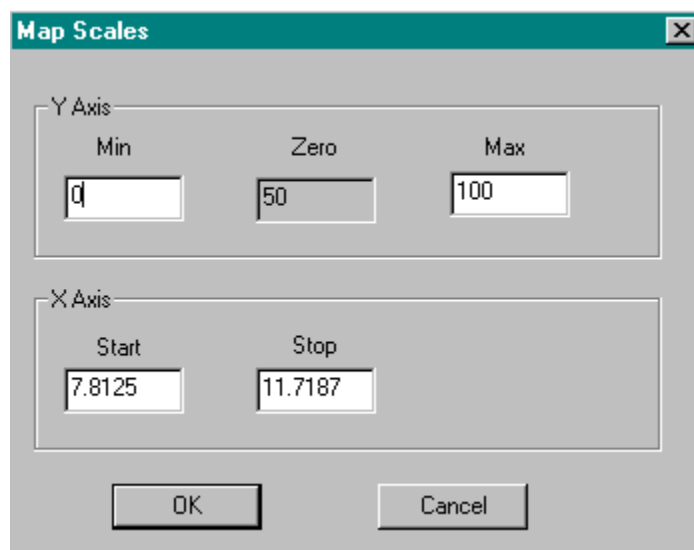 Map Scales
Y Axis
Min Zero Max
0 50 100
X Axis
Start Stop
7.8125 11.7187
OK Cancel